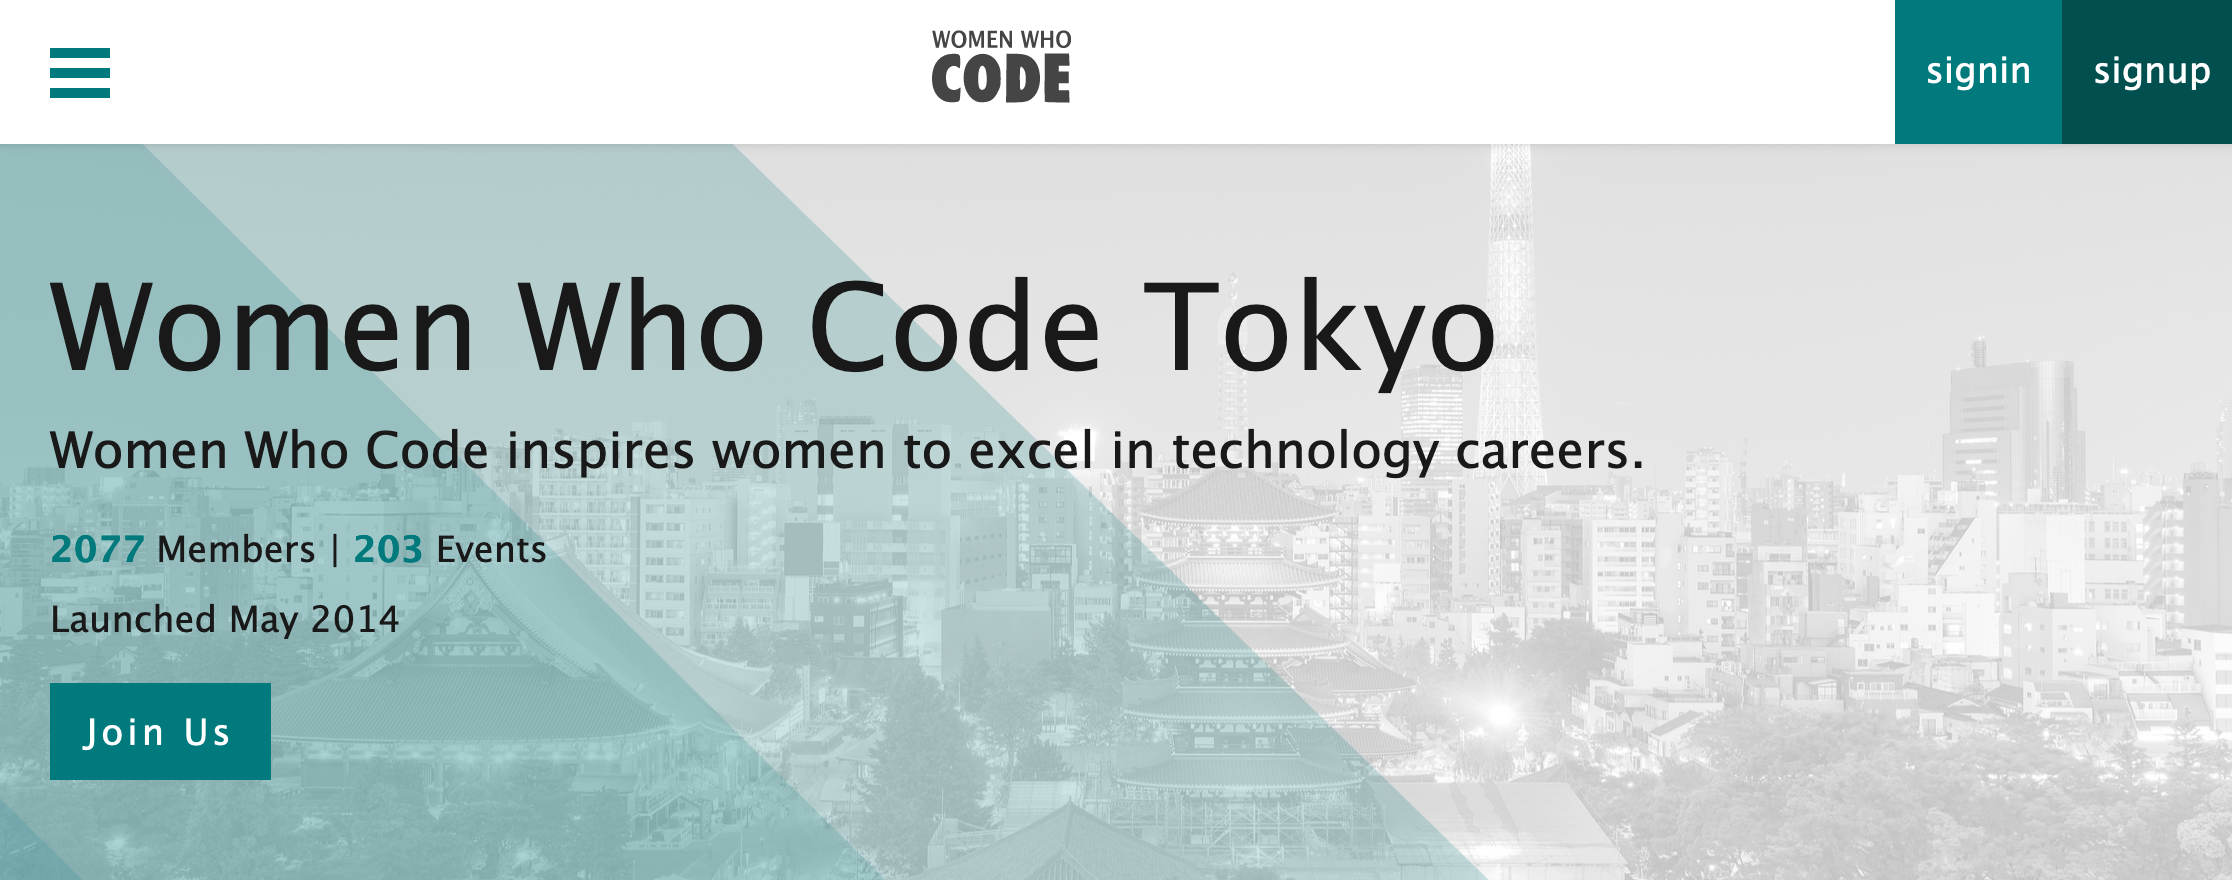 WOMEN WHO
CODE
signin
signup
Women Who Code Tokyo
Women Who Code inspires women to excel in technology careers.
2077 Members | 203 Events
Launched May 2014
Join Us